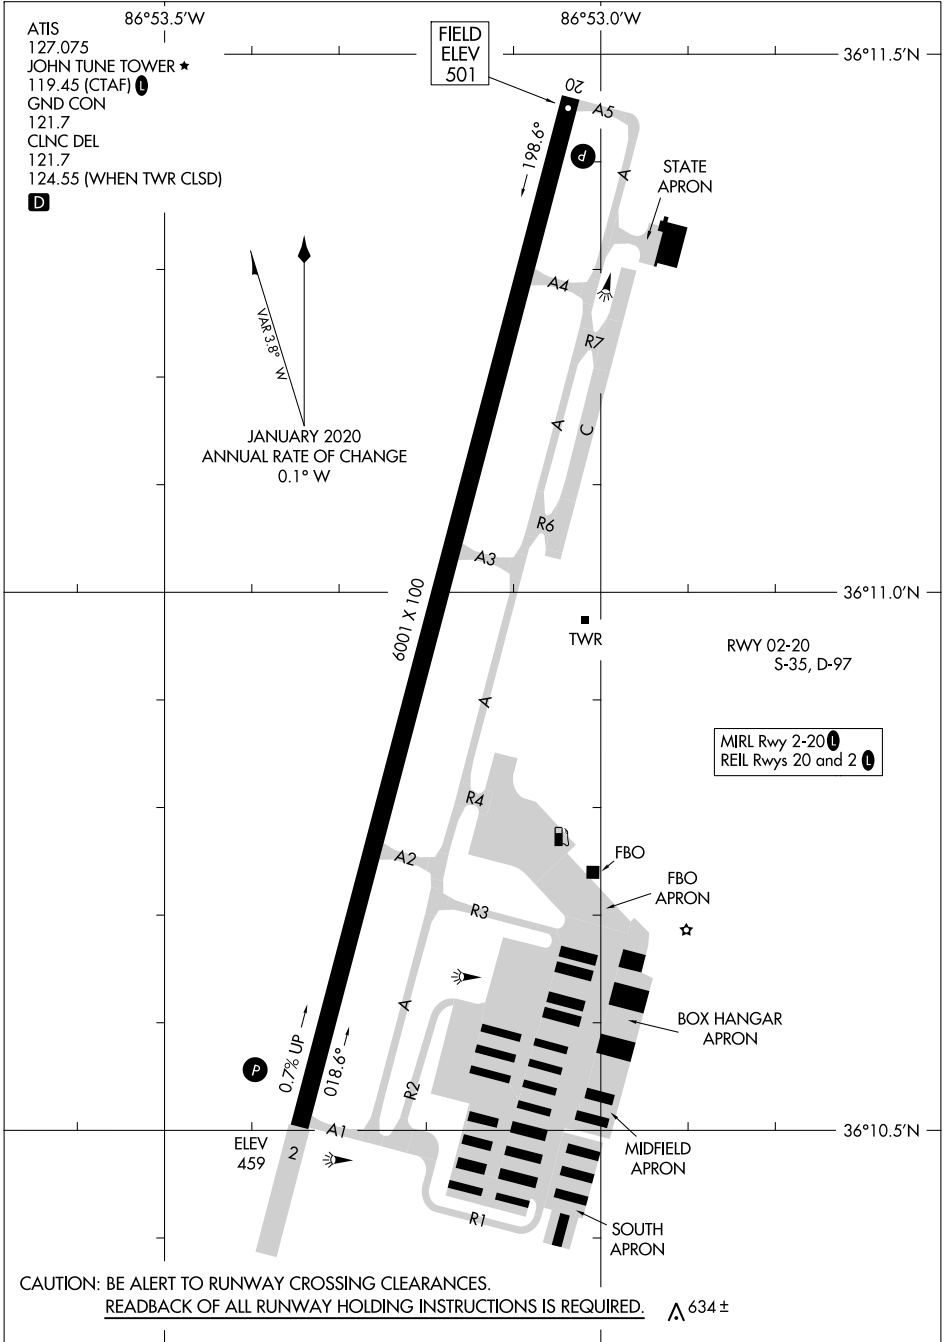 86°53.5'W
86°53.0'W
ATIS
127.075
JOHN TUNE TOWER ★
119.45 (CTAF) L
GND CON
121.7
CLNC DEL
121.7
124.55 (WHEN TWR CLSD)
D
FIELD
ELEV
501
36°11.5'N
20
A5
198.6°
P
A
STATE
APRON
A4
VAR 3.8° W
R7
JANUARY 2020
ANNUAL RATE OF CHANGE
0.1° W
A
C
R6
A3
6001 X 100
36°11.0'N
TWR
RWY 02-20
S-35, D-97
A
MIRL Rwy 2-20 L
REIL Rwys 20 and 2 L
R4
A2
FBO
FBO
APRON
R3
A
BOX HANGAR
APRON
0.7% UP
018.6°
P
R2
A1
36°10.5'N
ELEV
459
2
MIDFIELD
APRON
R1
SOUTH
APRON
CAUTION: BE ALERT TO RUNWAY CROSSING CLEARANCES.
READBACK OF ALL RUNWAY HOLDING INSTRUCTIONS IS REQUIRED.
634 ±